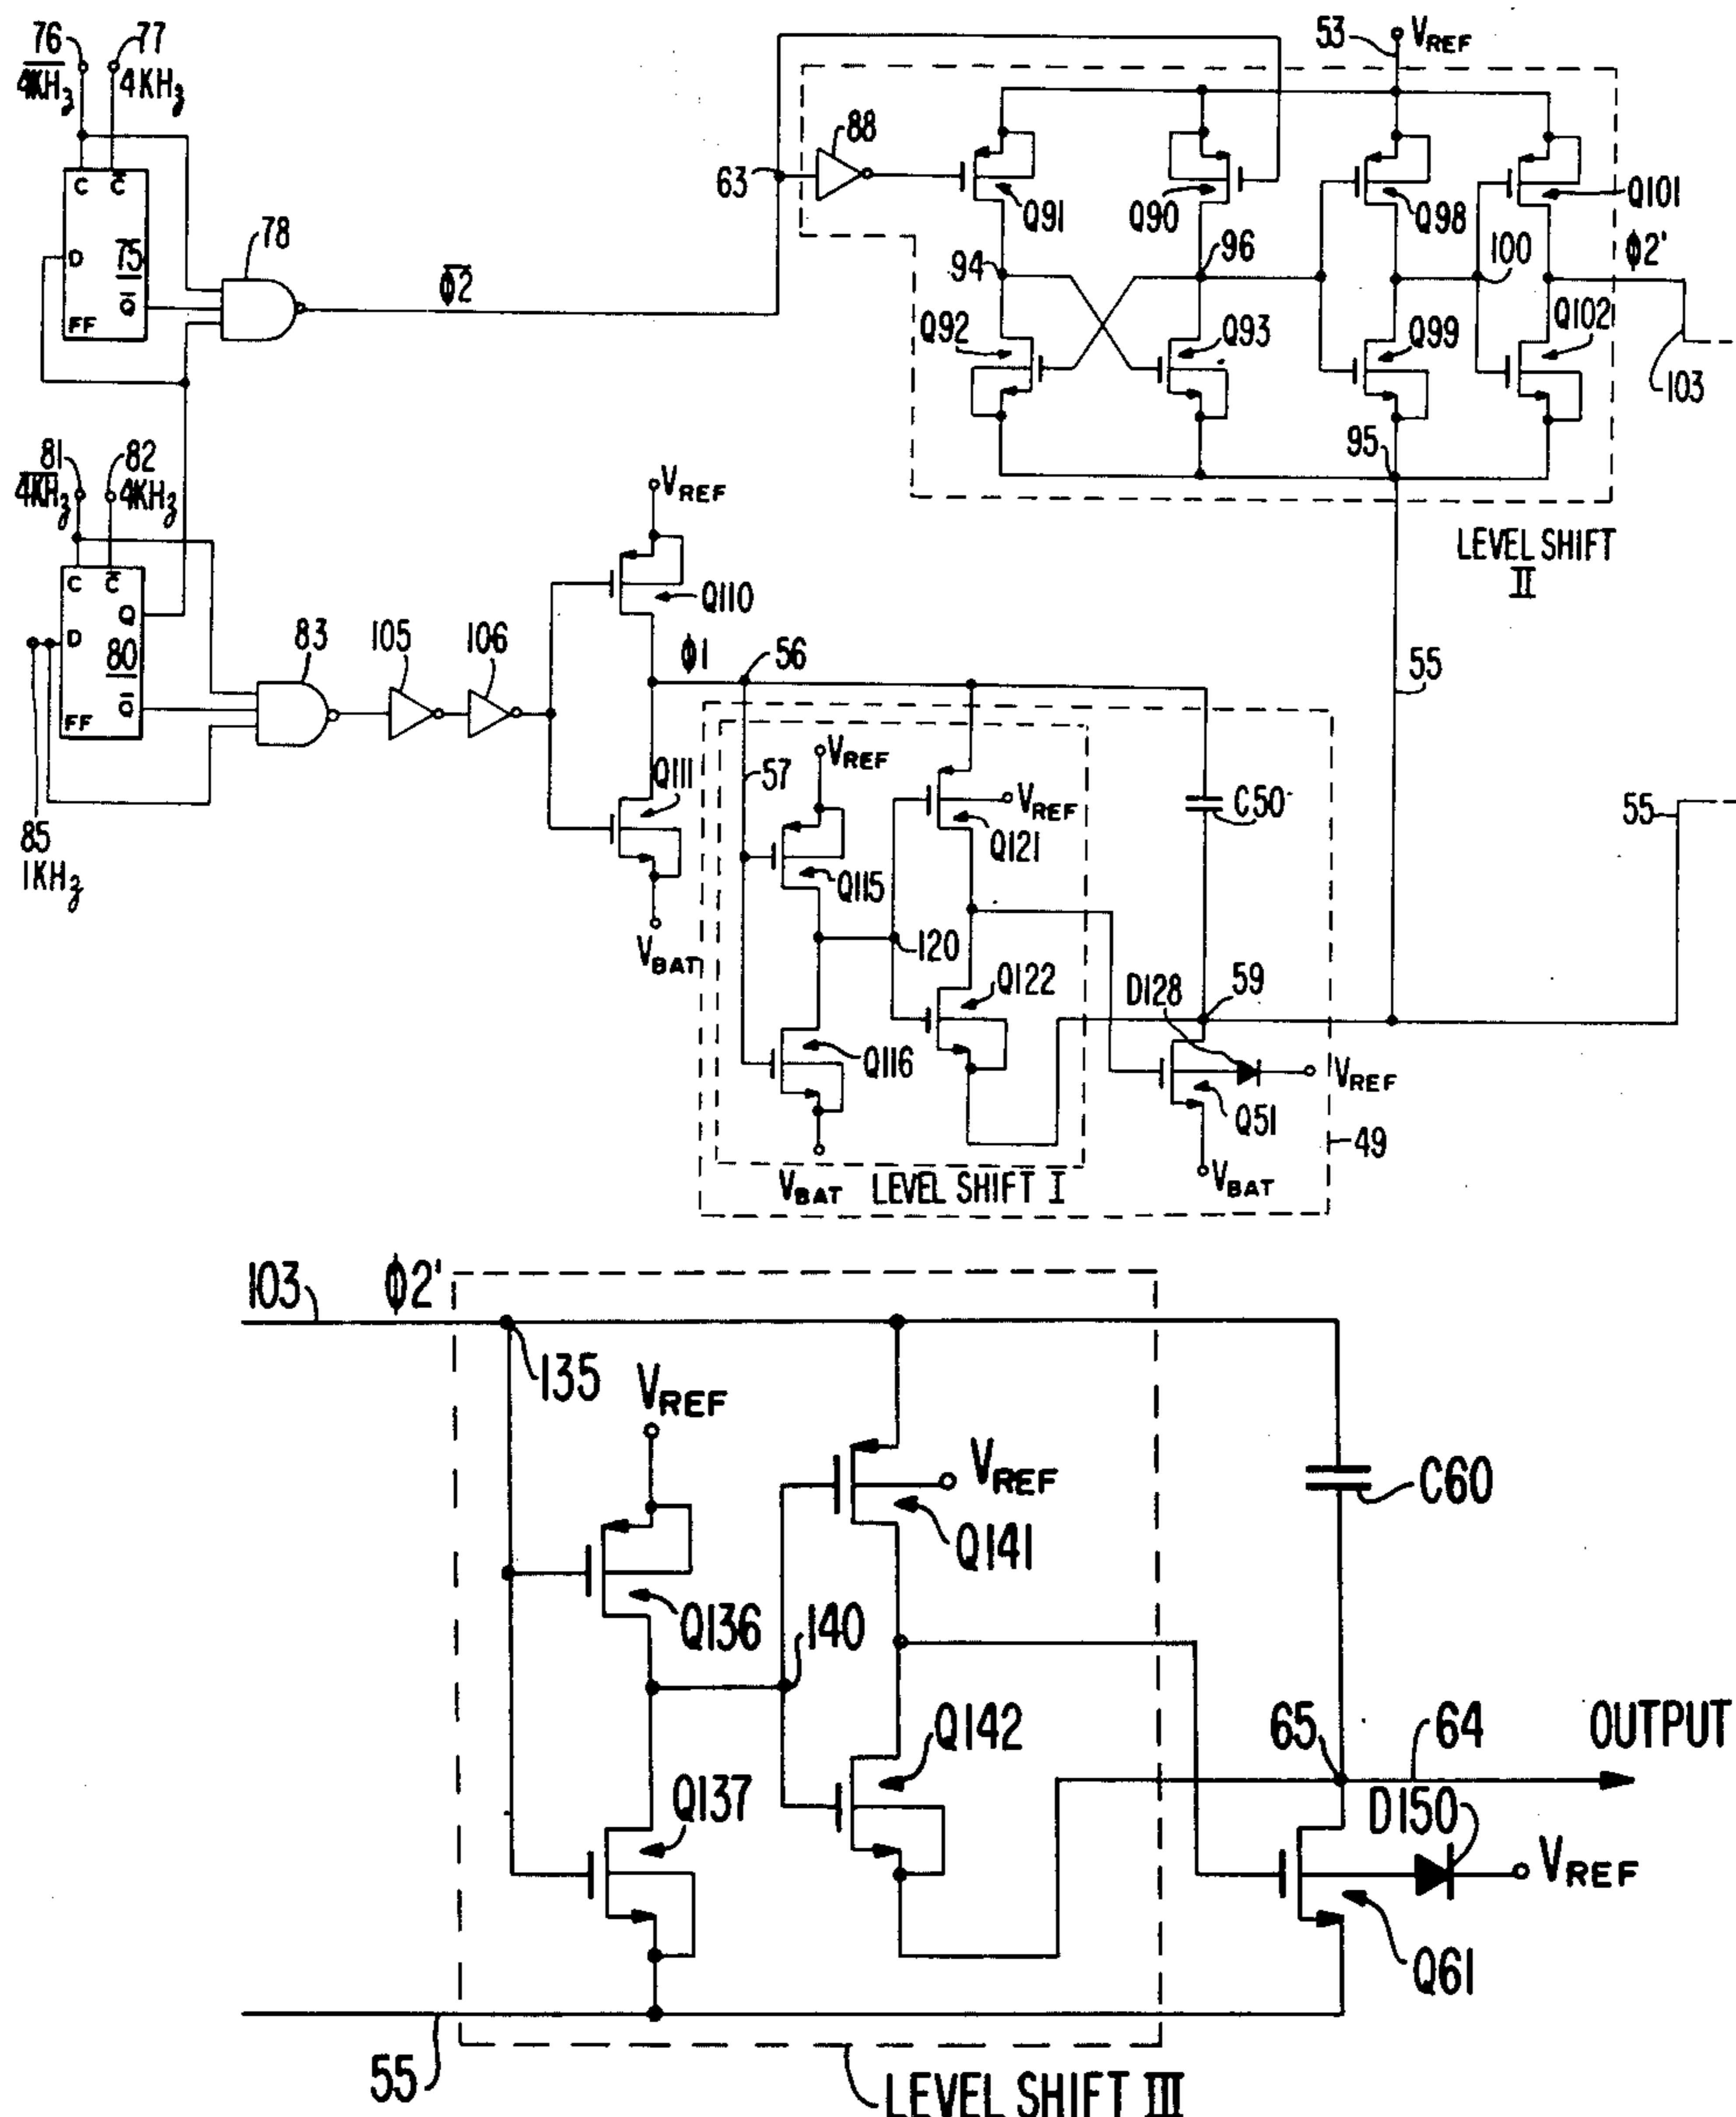 76
77
4KHz
4KHz
C
C
D
75
Q
FF
78
Φ2
63
88
53
VREF
Q91
Q90
Q98
Q101
94
96
100
Φ2'
Q92
Q93
Q99
Q102
95
103
LEVEL SHIFT
II
81
82
4KHz
4KHz
C
C
Q
D
80
Q
FF
85
1KHz
83
105
106
VREF
Q110
Φ1
56
55
Q111
VBAT
57
VREF
VREF
Q121
C50
55
Q115
120
Q122
D128
59
Q116
VREF
Q51
49
VBAT
LEVEL SHIFT I
VBAT
103
Φ2'
135
VREF
VREF
C60
Q141
Q136
140
Q142
65
64
OUTPUT
Q137
D150
VREF
Q61
55
LEVEL SHIFT III